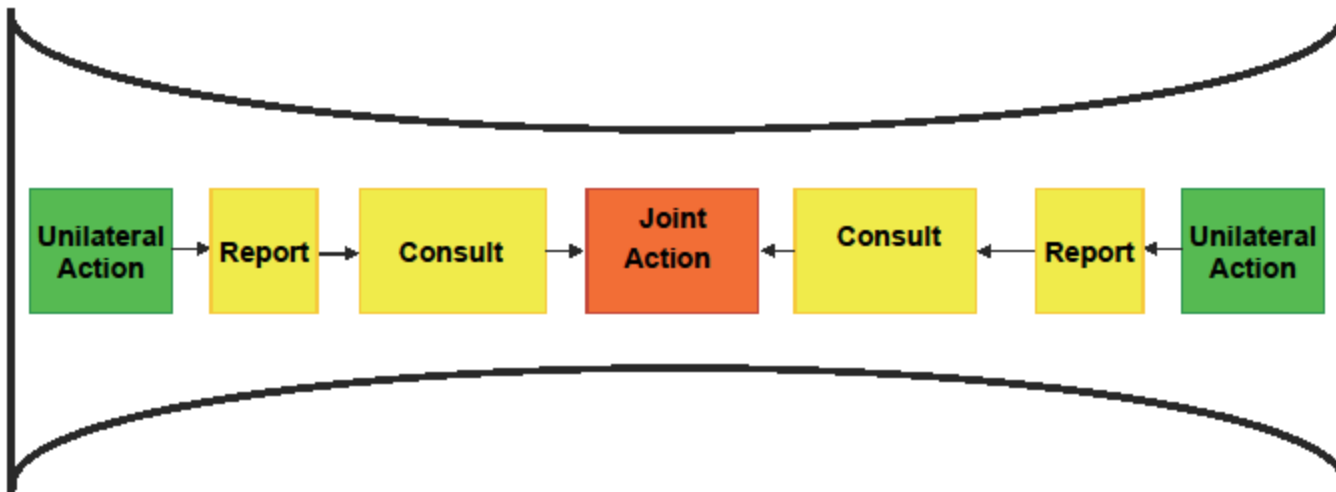 Unilateral
Action
Report
Consult
Joint
Action
Consult
Report
Unilateral
Action